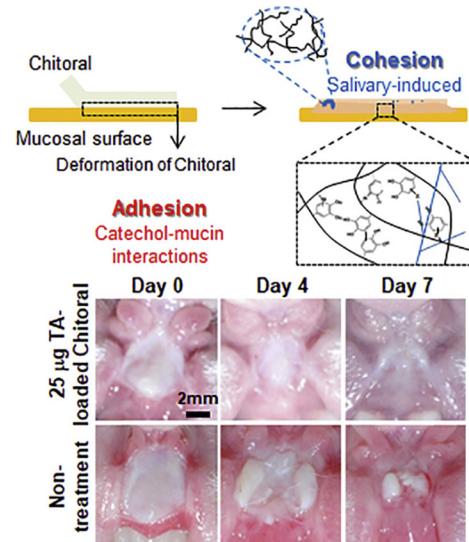 Chitoral
Cohesion
Salivary-induced
Mucosal surface
Deformation of Chitoral
Adhesion
Catechol-mucin
interactions
Day 0 Day 4 Day 7
25 μg TA-
loaded Chitoral
2mm
Non-
treatment